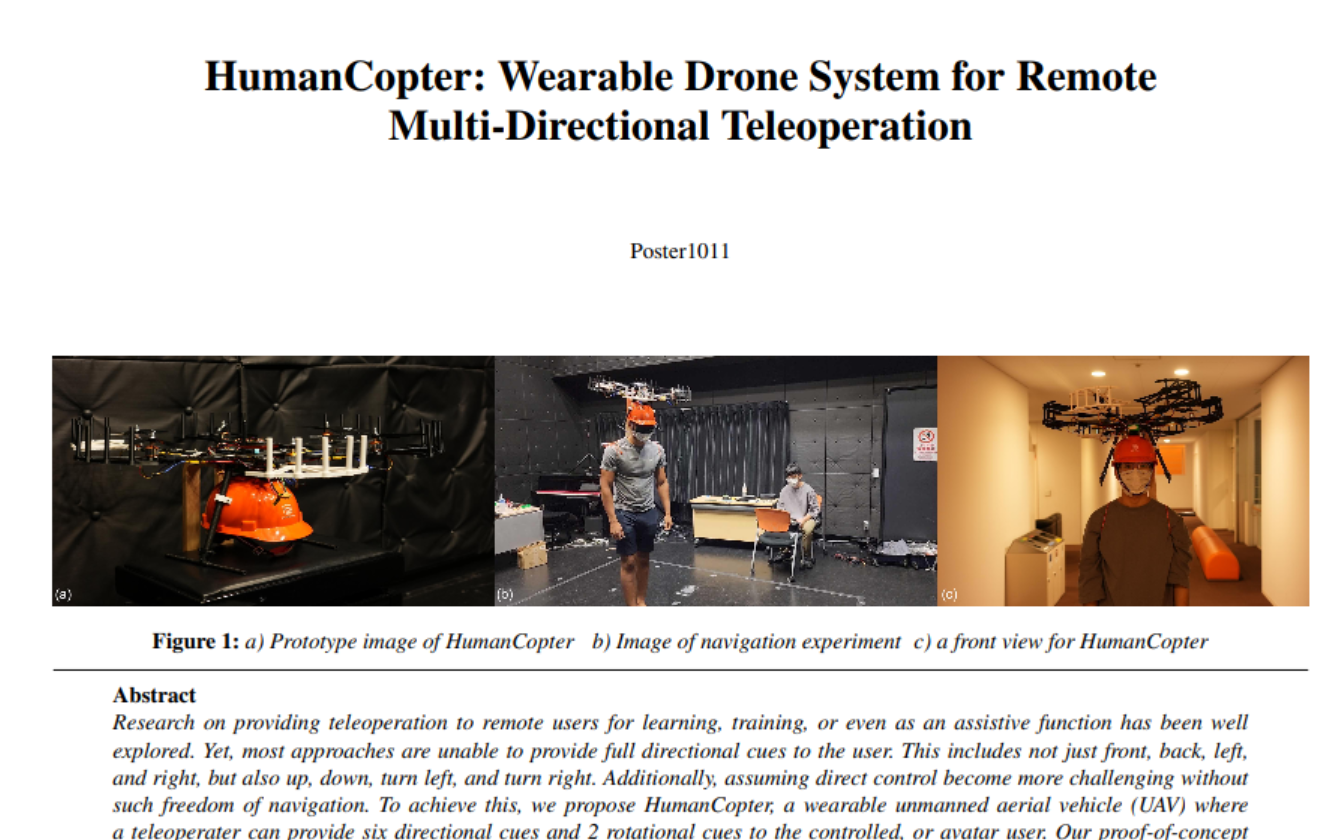 HumanCopter: Wearable Drone System for Remote
Multi-Directional Teleoperation
Poster1011
(a)
(b)
(c)
Figure 1: a) Prototype image of HumanCopter b) Image of navigation experiment c) a front view for HumanCopter
Abstract
Research on providing teleoperation to remote users for learning, training, or even as an assistive function has been well
explored. Yet, most approaches are unable to provide full directional cues to the user. This includes not just front, back, left,
and right, but also up, down, turn left, and turn right. Additionally, assuming direct control become more challenging without
such freedom of navigation. To achieve this, we propose HumanCopter, a wearable unmanned aerial vehicle (UAV) where
a teleoperater can provide six directional cues and 2 rotational cues to the controlled, or avatar user. Our proof-of-concept